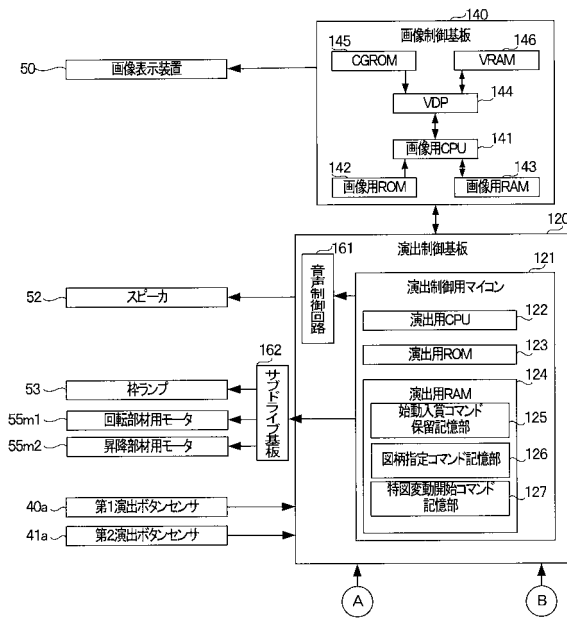 140
画像制御基板
145
CGROM
146
VRAM
50
画像表示装置
VDP
144
画像用CPU
141
142
画像用ROM
143
画像用RAM
120
演出制御基板
161
音声制御回路
121
演出制御用マイコン
52
スピーカ
演出用CPU
122
演出用ROM
123
162
サブドライブ基板
124
演出用RAM
53
枠ランプ
始動入賞コマンド
保留記憶部
125
55m1
回転部材用モータ
55m2
昇降部材用モータ
図柄指定コマンド記憶部
126
特図変動開始コマンド
記憶部
127
40a
第1演出ボタンセンサ
41a
第2演出ボタンセンサ
A
B